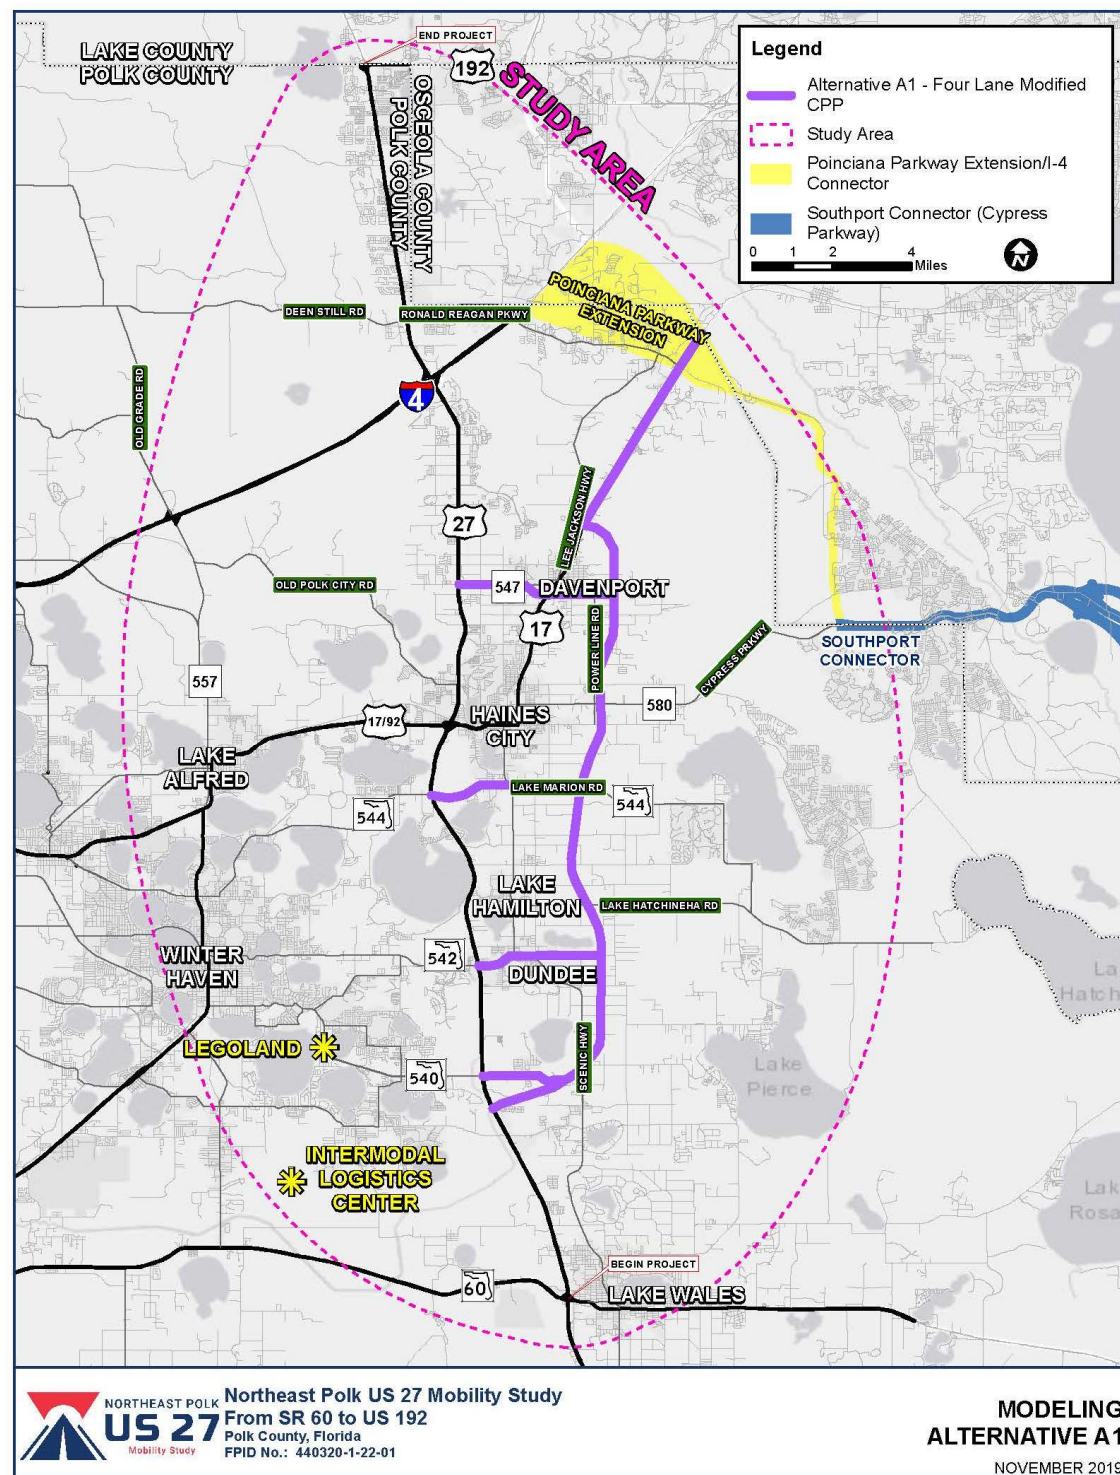 LAKE COUNTY
POLK COUNTY
END PROJECT
192
STUDY AREA
OSCEOLA COUNTY
POLK COUNTY
Legend
Alternative A1 - Four Lane Modified
CPP
Study Area
Poinciana Parkway Extension/I-4
Connector
Southport Connector (Cypress
Parkway)
0 1 2 4
Miles
N
POINCIANA PARKWAY
EXTENSION
DEEN STILL RD
RONALD REAGAN PKWY
OLD GRADE RD
4
LEE JACKSON HWY
27
OLD POLK CITY RD
547
DAVENPORT
17
POWER LINE RD
CYPRESS PRKWY
SOUTHPORT
CONNECTOR
557
580
17/92
HAINES
CITY
LAKE
ALFRED
LAKE MARION RD
544
544
LAKE
HAMILTON
LAKE HATCHINEHA RD
WINTER
HAVEN
542
DUNDEE
La
Hatch
LEGOLAND
SCENIC HWY
540
Lake
Pierce
INTERMODAL
LOGISTICS
CENTER
Lak
Rosa
BEGIN PROJECT
60
LAKE WALES
NORTHEAST POLK
US 27
Mobility Study
Northeast Polk US 27 Mobility Study
From SR 60 to US 192
Polk County, Florida
FPID No.: 440320-1-22-01
MODELING
ALTERNATIVE A1
NOVEMBER 2019